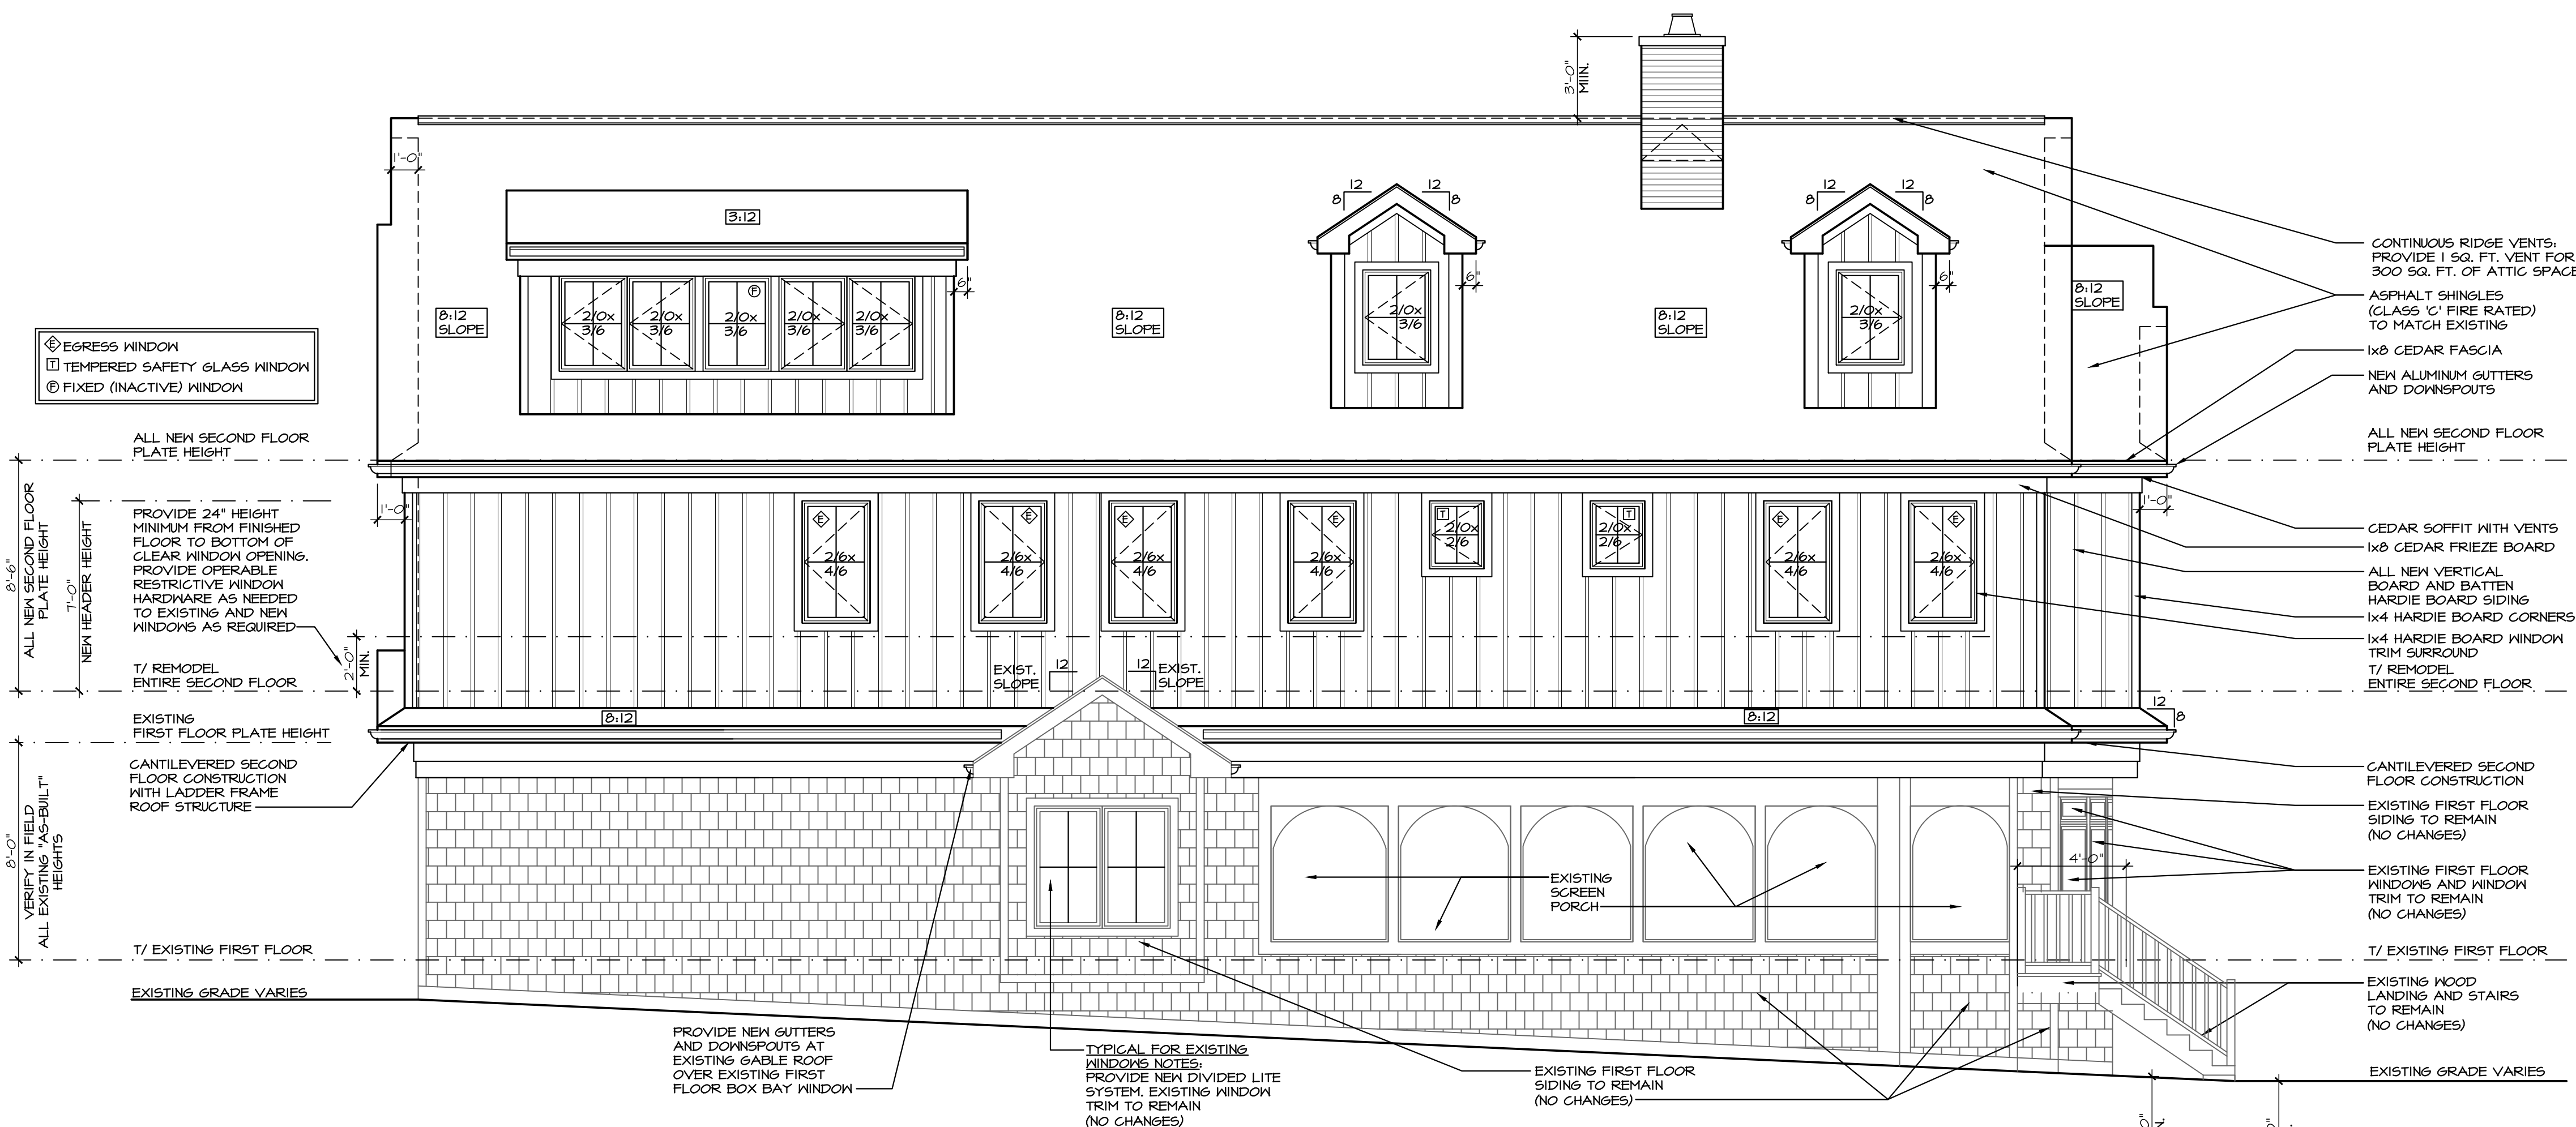 3'-0"
MIIN.
1'-0"
3:12
12
8
12
8
12
8
12
8
6"
6"
6"
8:12
SLOPE
8:12
SLOPE
8:12
SLOPE
8:12
SLOPE
2/0x
3/6
2/0x
3/6
F
2/0x
3/6
2/0x
3/6
2/0x
3/6
2/0x
3/6
2/0x
3/6
E EGRESS WINDOW
T TEMPERED SAFETY GLASS WINDOW
F FIXED (INACTIVE) WINDOW
CONTINUOUS RIDGE VENTS:
PROVIDE 1 SQ. FT. VENT FOR
300 SQ. FT. OF ATTIC SPACE
ASPHALT SHINGLES
(CLASS 'C' FIRE RATED)
TO MATCH EXISTING
1x8 CEDAR FASCIA
NEW ALUMINUM GUTTERS
AND DOWNSPOUTS
ALL NEW SECOND FLOOR
PLATE HEIGHT
ALL NEW SECOND FLOOR
PLATE HEIGHT
8'-6"
ALL NEW SECOND FLOOR
PLATE HEIGHT
7'-0"
NEW HEADER HEIGHT
PROVIDE 24" HEIGHT
MINIMUM FROM FINISHED
FLOOR TO BOTTOM OF
CLEAR WINDOW OPENING.
PROVIDE OPERABLE
RESTRICTIVE WINDOW
HARDWARE AS NEEDED
TO EXISTING AND NEW
WINDOWS AS REQUIRED
1'-0"
2'-0"
MIN.
E
2/6x
4/6
E
2/6x
4/6
E
2/6x
4/6
E
2/6x
4/6
T
2/0x
2/6
T
2/0x
2/6
E
2/6x
4/6
E
2/6x
4/6
1'-0"
CEDAR SOFFIT WITH VENTS
1x8 CEDAR FRIEZE BOARD
ALL NEW VERTICAL
BOARD AND BATTEN
HARDIE BOARD SIDING
1x4 HARDIE BOARD CORNERS
1x4 HARDIE BOARD WINDOW
TRIM SURROUND
T/ REMODEL
ENTIRE SECOND FLOOR
T/ REMODEL
ENTIRE SECOND FLOOR
EXIST.
SLOPE
12
12
EXIST.
SLOPE
8:12
8:12
12
8
EXISTING
FIRST FLOOR PLATE HEIGHT
CANTILEVERED SECOND
FLOOR CONSTRUCTION
WITH LADDER FRAME
ROOF STRUCTURE
8'-0"
VERIFY IN FIELD
ALL EXISTING "AS-BUILT"
HEIGHTS
CANTILEVERED SECOND
FLOOR CONSTRUCTION
EXISTING FIRST FLOOR
SIDING TO REMAIN
(NO CHANGES)
4'-0"
EXISTING FIRST FLOOR
WINDOWS AND WINDOW
TRIM TO REMAIN
(NO CHANGES)
EXISTING
SCREEN
PORCH
T/ EXISTING FIRST FLOOR
T/ EXISTING FIRST FLOOR
EXISTING GRADE VARIES
EXISTING WOOD
LANDING AND STAIRS
TO REMAIN
(NO CHANGES)
PROVIDE NEW GUTTERS
AND DOWNSPOUTS AT
EXISTING GABLE ROOF
OVER EXISTING FIRST
FLOOR BOX BAY WINDOW
TYPICAL FOR EXISTING
WINDOWS NOTES:
PROVIDE NEW DIVIDED LITE
SYSTEM. EXISTING WINDOW
TRIM TO REMAIN
(NO CHANGES)
EXISTING FIRST FLOOR
SIDING TO REMAIN
(NO CHANGES)
EXISTING GRADE VARIES